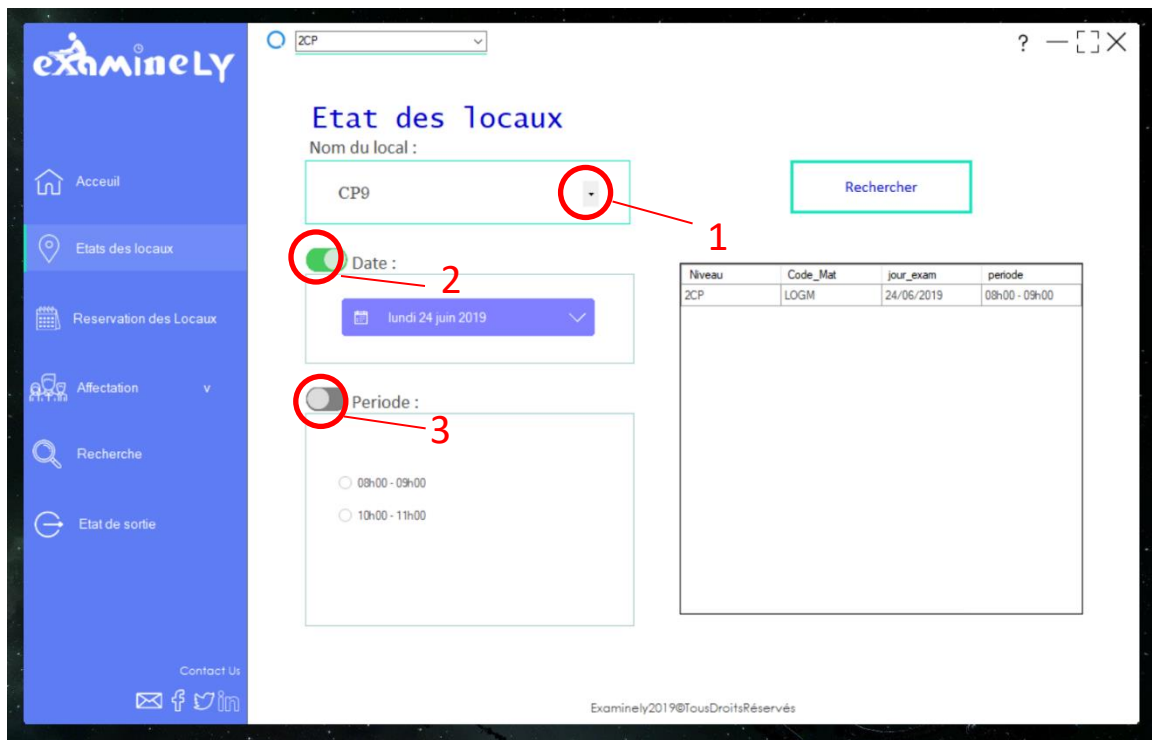 examinely
2CP
?
Etat des locaux
Nom du local :
CP9
1
Rechercher
Acceuil
Etats des locaux
Reservation des Locaux
Affectation v
Recherche
Etat de sortie
2
Date :
lundi 24 juin 2019
3
Periode :
08h00 - 09h00
10h00 - 11h00
Niveau Code_Mat jour_exam periode
2CP LOGM 24/06/2019 08h00 - 09h00
Contact Us
f in
Examinely2019©TousDroitsRéservés